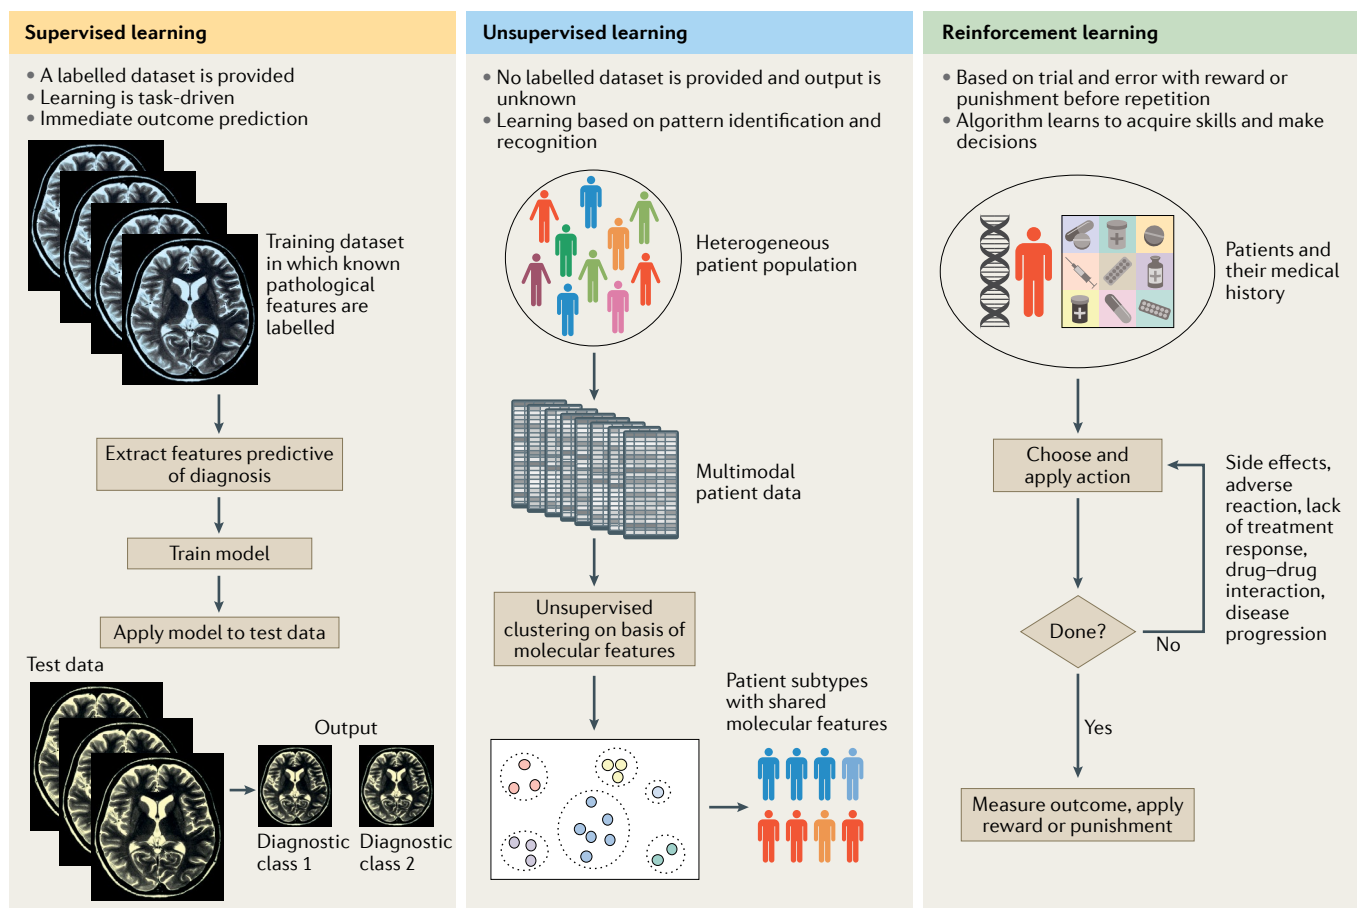 Supervised learning
• A labelled dataset is provided
• Learning is task-driven
• Immediate outcome prediction
Training dataset
in which known
pathological
features are
labelled
Extract features predictive
of diagnosis
Train model
Apply model to test data
Test data
Output
Diagnostic
class 1
Diagnostic
class 2
Unsupervised learning
• No labelled dataset is provided and output is
unknown
• Learning based on pattern identification and
recognition
Heterogeneous
patient population
Multimodal
patient data
Unsupervised
clustering on basis of
molecular features
Patient subtypes
with shared
molecular features
Reinforcement learning
• Based on trial and error with reward or
punishment before repetition
• Algorithm learns to acquire skills and make
decisions
Patients and
their medical
history
Choose and
apply action
Side effects,
adverse
reaction, lack
of treatment
response,
drug–drug
interaction,
disease
progression
Done?
No
Yes
Measure outcome, apply
reward or punishment